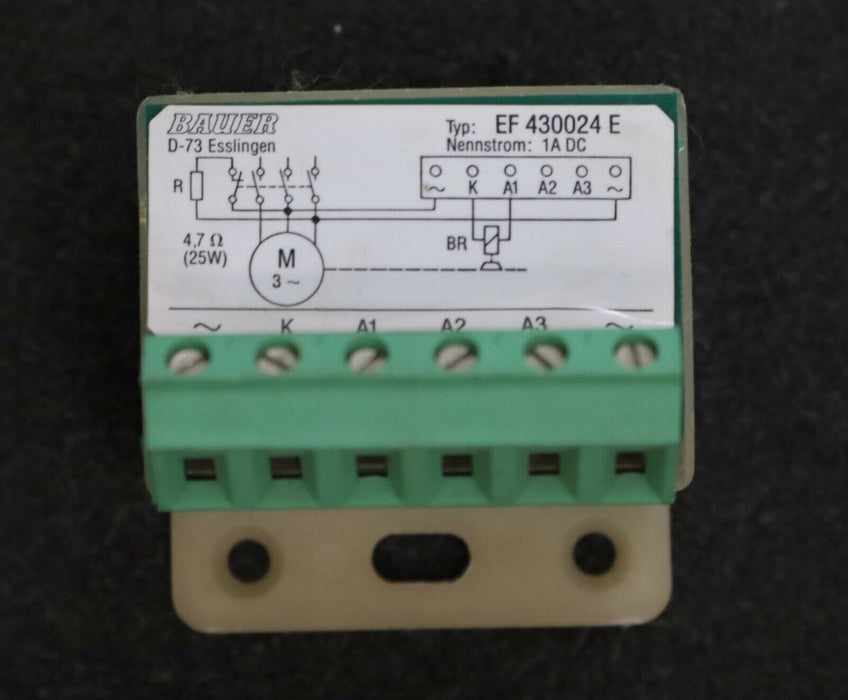 BAUER
D-73 Esslingen
Typ: EF 430024 E
Nennstrom: 1A DC
~ K A1 A2 A3 ~
R
BR
4,7 Ω
(25W)
M
3 ~
~ K A1 A2 A3 ~